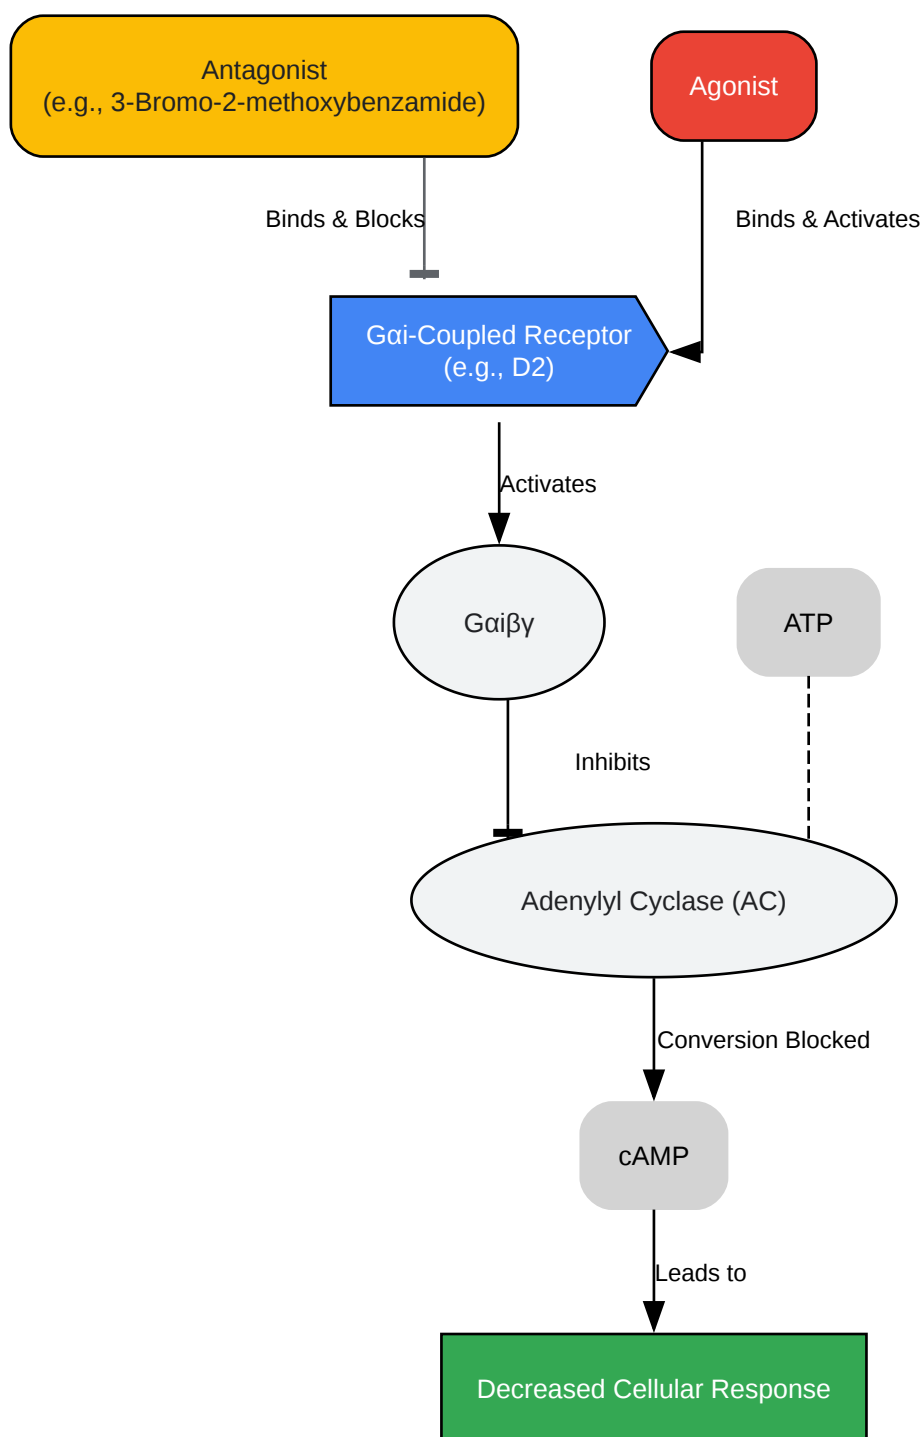 Antagonist
(e.g., 3-Bromo-2-methoxybenzamide)
Agonist
Binds & Blocks
Binds & Activates
Gαi-Coupled Receptor
(e.g., D2)
Activates
Gαiβγ
ATP
Inhibits
Adenylyl Cyclase (AC)
Conversion Blocked
cAMP
Leads to
Decreased Cellular Response